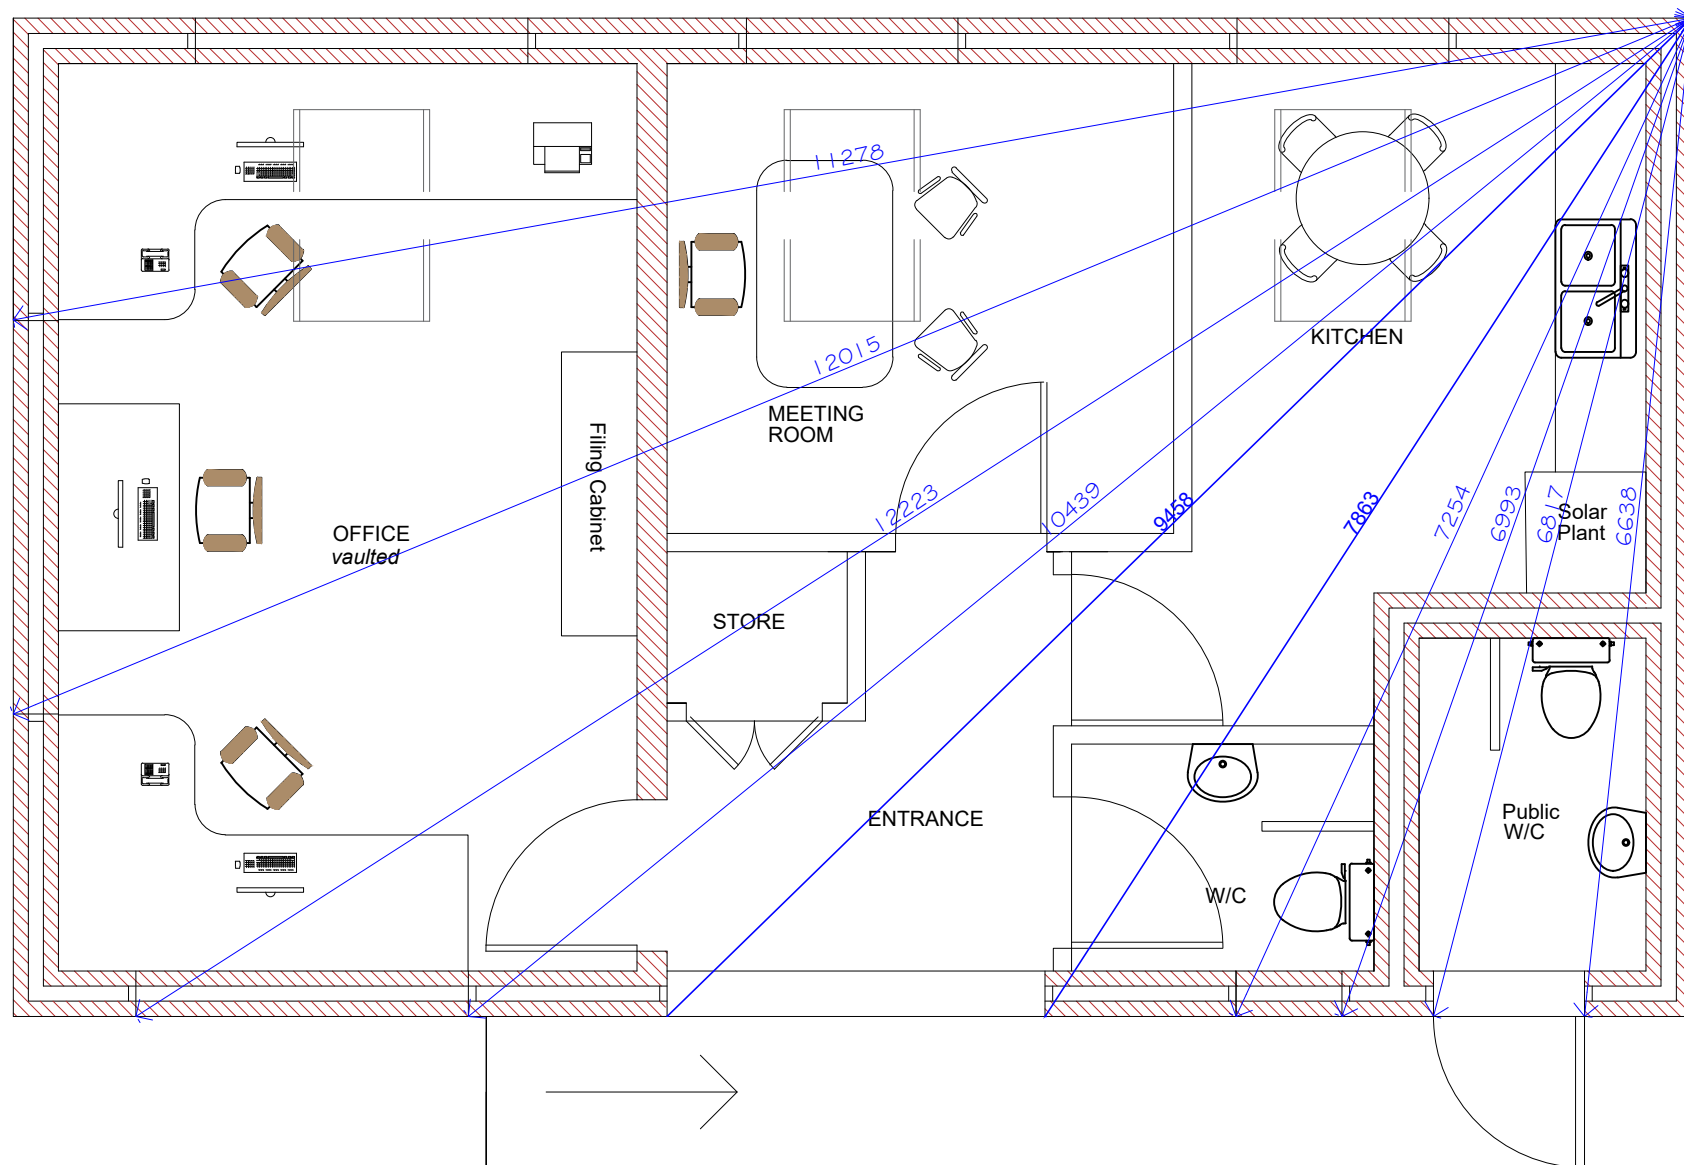 11278
12015
KITCHEN
MEETING
ROOM
Filing Cabinet
12223
10439
9458
7863
7254
6993
6817
6638
Solar
Plant
OFFICE
vaulted
STORE
ENTRANCE
Public
W/C
W/C